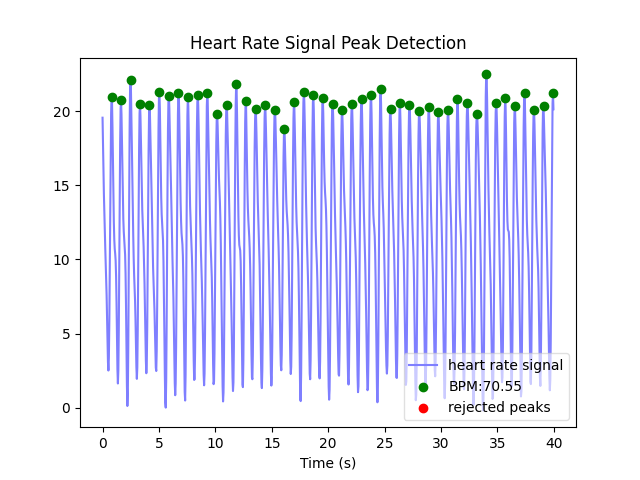 Heart Rate Signal Peak Detection
20
15
10
5
0
heart rate signal
BPM:70.55
rejected peaks
0 5 10 15 20 25 30 35 40
Time (s)